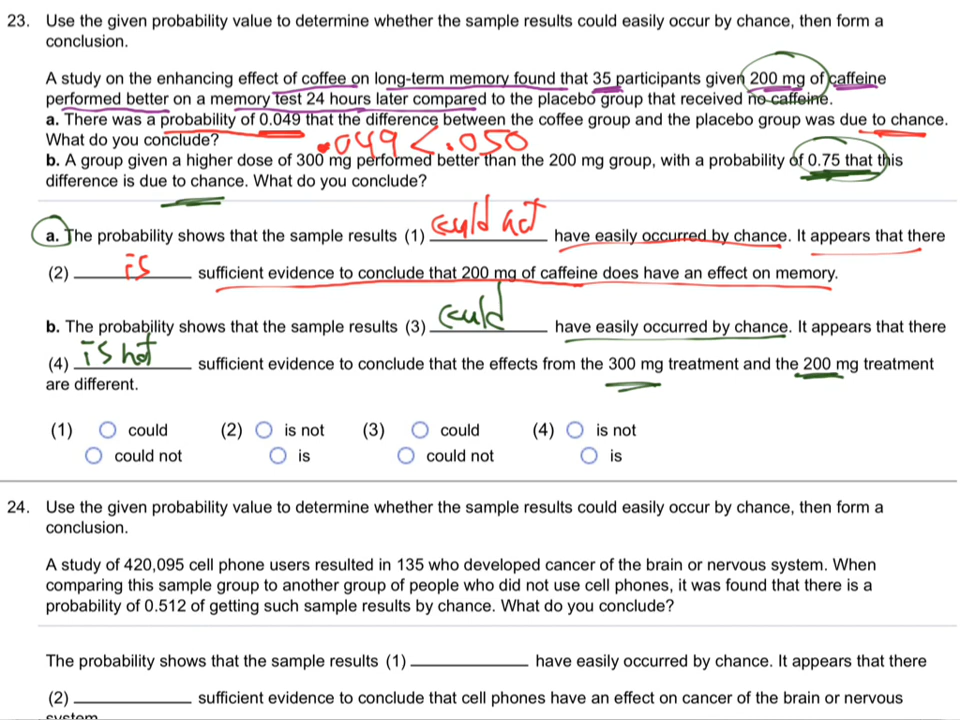 23. Use the given probability value to determine whether the sample results could easily occur by chance, then form a
conclusion.
A study on the enhancing effect of coffee on long-term memory found that 35 participants given 200 mg of caffeine
performed better on a memory test 24 hours later compared to the placebo group that received no caffeine.
a. There was a probability of 0.049 that the difference between the coffee group and the placebo group was due to chance.
What do you conclude?
.049 < .050
b. A group given a higher dose of 300 mg performed better than the 200 mg group, with a probability of 0.75 that this
difference is due to chance. What do you conclude?
a. The probability shows that the sample results (1) could not have easily occurred by chance. It appears that there
(2) is sufficient evidence to conclude that 200 mg of caffeine does have an effect on memory.
b. The probability shows that the sample results (3) could have easily occurred by chance. It appears that there
(4) is not sufficient evidence to conclude that the effects from the 300 mg treatment and the 200 mg treatment
are different.
(1) could (2) is not (3) could (4) is not
could not is could not is
24. Use the given probability value to determine whether the sample results could easily occur by chance, then form a
conclusion.
A study of 420,095 cell phone users resulted in 135 who developed cancer of the brain or nervous system. When
comparing this sample group to another group of people who did not use cell phones, it was found that there is a
probability of 0.512 of getting such sample results by chance. What do you conclude?
The probability shows that the sample results (1) have easily occurred by chance. It appears that there
(2) sufficient evidence to conclude that cell phones have an effect on cancer of the brain or nervous
system